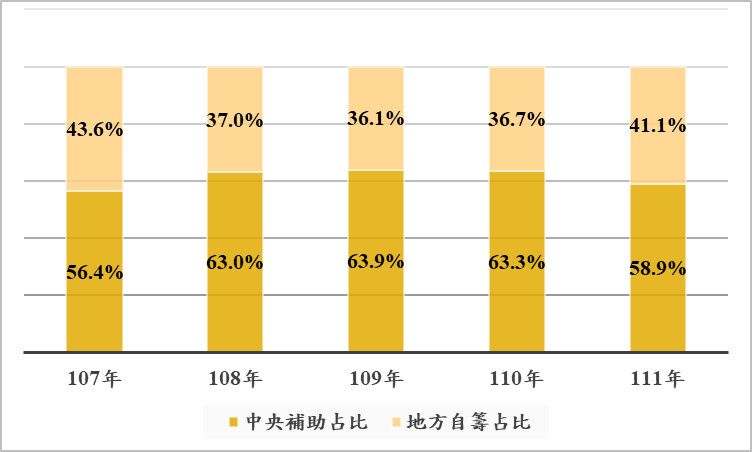 43.6% 37.0% 36.1% 36.7% 41.1%
56.4% 63.0% 63.9% 63.3% 58.9%
107年 108年 109年 110年 111年
中央補助占比 地方自籌占比